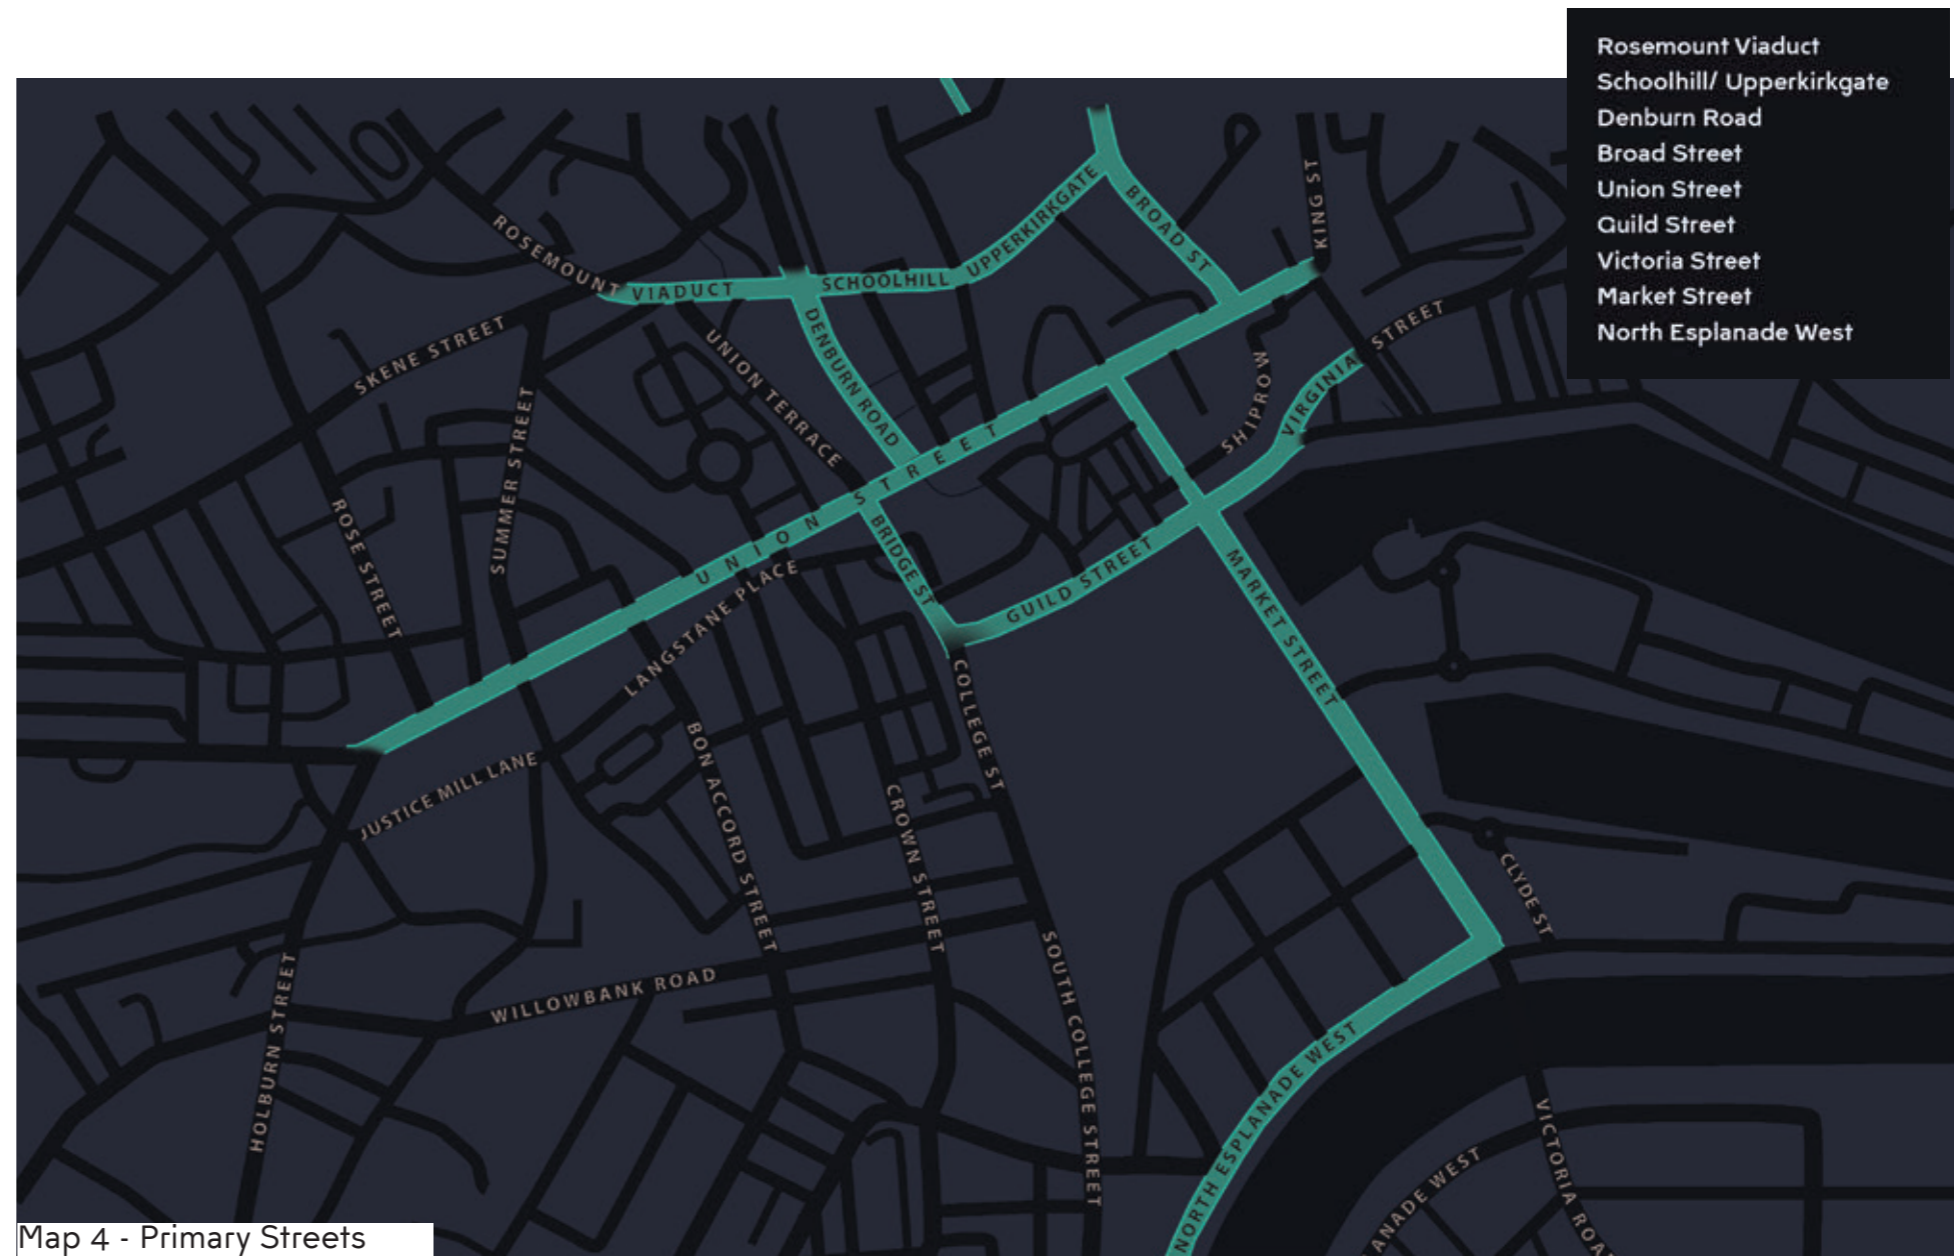 Rosemount Viaduct
Schoolhill/ Upperkirkgate
Denburn Road
Broad Street
Union Street
Guild Street
Victoria Street
Market Street
North Esplanade West
KING ST
ROSEMOUNT VIADUCT
SCHOOLHILL
UPPERKIRKGATE
BROAD ST
DENBURN ROAD
UNION TERRACE
SKENE STREET
SUMMER STREET
ROSE STREET
UNION STREET
SHIPROW
VIRGINIA STREET
BRIDGE ST
GUILD STREET
MARKET STREET
LANGSTANE PLACE
COLLEGE ST
JUSTICE MILL LANE
BON ACCORD STREET
CROWN STREET
CLYDE ST
HOLBURN STREET
WILLOWBANK ROAD
SOUTH COLLEGE STREET
NORTH ESPLANADE WEST
ANADE WEST
VICTORIA ROA
Map 4 - Primary Streets